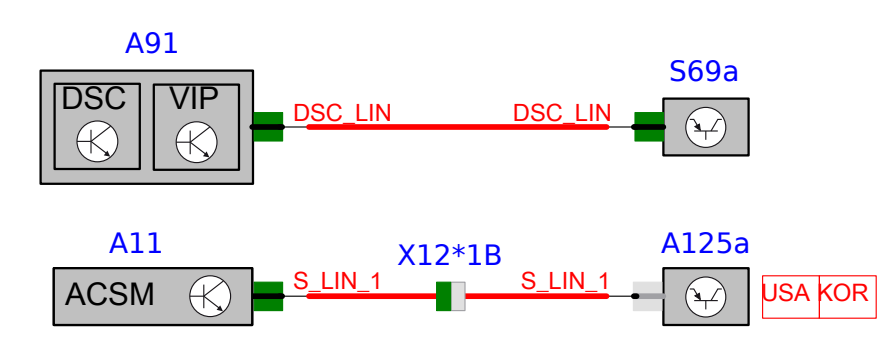 A91
S69a
DSC VIP
DSC_LIN DSC_LIN
A11
X12*1B
A125a
ACSM
S_LIN_1 S_LIN_1
USA KOR